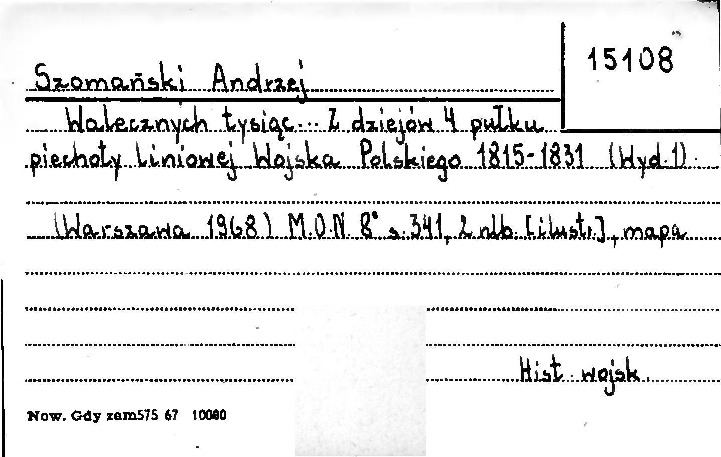 15108
Szomański Andrzej
Walecznych tysiąc... Z dziejów 4 pułku
piechoty liniowej Wojska Polskiego 1815-1831 (Wyd.1).
(Warszawa 1968) M.O.N. 8° s. 341, 2 nlb. [ilustr.], mapa
Hist. wojsk.
Now. Gdy zam575 67 10000